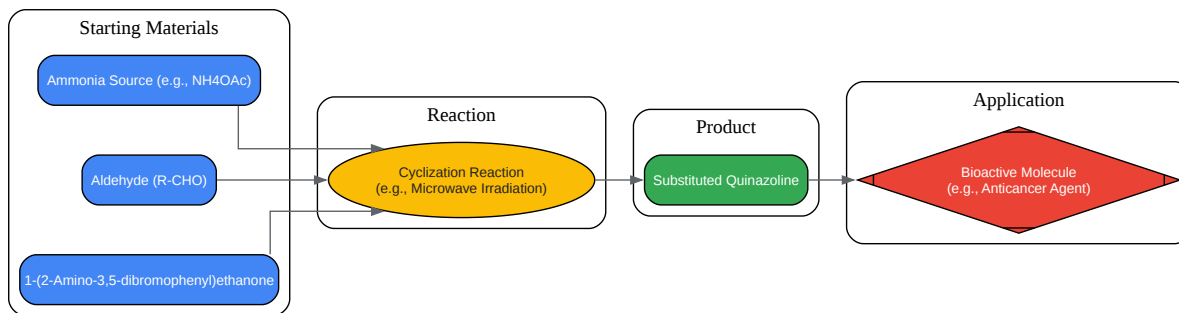 Starting Materials
Ammonia Source (e.g., NH4OAc)
Aldehyde (R-CHO)
1-(2-Amino-3,5-dibromophenyl)ethanone
Reaction
Cyclization Reaction
(e.g., Microwave Irradiation)
Product
Substituted Quinazoline
Application
Bioactive Molecule
(e.g., Anticancer Agent)